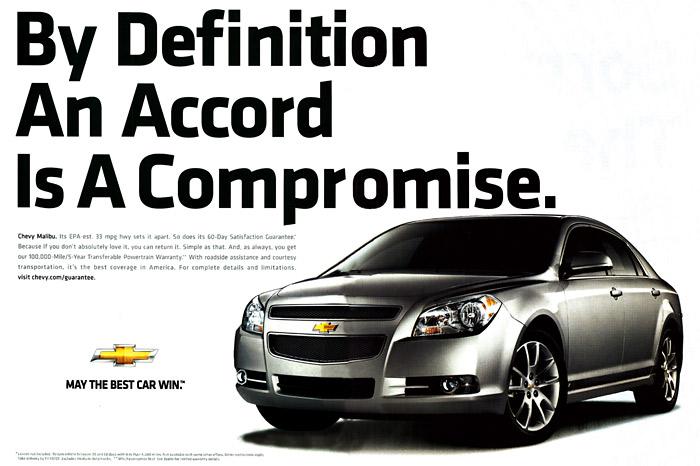 By Definition
An Accord
Is A Compromise.
Chevy Malibu. Its EPA est. 33 mpg hwy sets it apart. So does its 60-Day Satisfaction Guarantee.*
Because if you don't absolutely love it, you can return it. Simple as that. And, as always, you get
our 100,000-Mile/5-Year Transferable Powertrain Warranty.** With roadside assistance and courtesy
transportation, it's the best coverage in America. For complete details and limitations,
visit chevy.com/guarantee.
MAY THE BEST CAR WIN.™